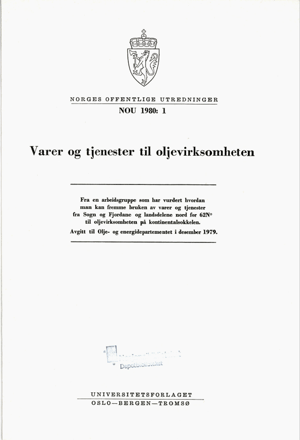 NORGES OFFENTLIGE UTREDNINGER
NOU 1980: 1
Varer og tjenester til oljevirksomheten
Fra en arbeidsgruppe som har vurdert hvordan
man kan fremme bruken av varer og tjenester
fra Sogn og Fjordane og landsdelene nord for 62N°
til oljevirksomheten på kontinentalsokkelen.
Avgitt til Olje- og energidepartementet i desember 1979.
UNIVERSITETSFORLAGET
OSLO—BERGEN—TROMSØ